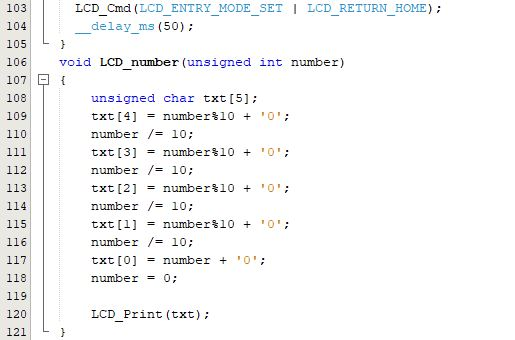 103 LCD_Cmd(LCD_ENTRY_MODE_SET | LCD_RETURN_HOME);
104 __delay_ms(50);
105 }
106 void LCD_number(unsigned int number)
107 {
108 unsigned char txt[5];
109 txt[4] = number%10 + '0';
110 number /= 10;
111 txt[3] = number%10 + '0';
112 number /= 10;
113 txt[2] = number%10 + '0';
114 number /= 10;
115 txt[1] = number%10 + '0';
116 number /= 10;
117 txt[0] = number + '0';
118 number = 0;
119
120 LCD_Print(txt);
121 }